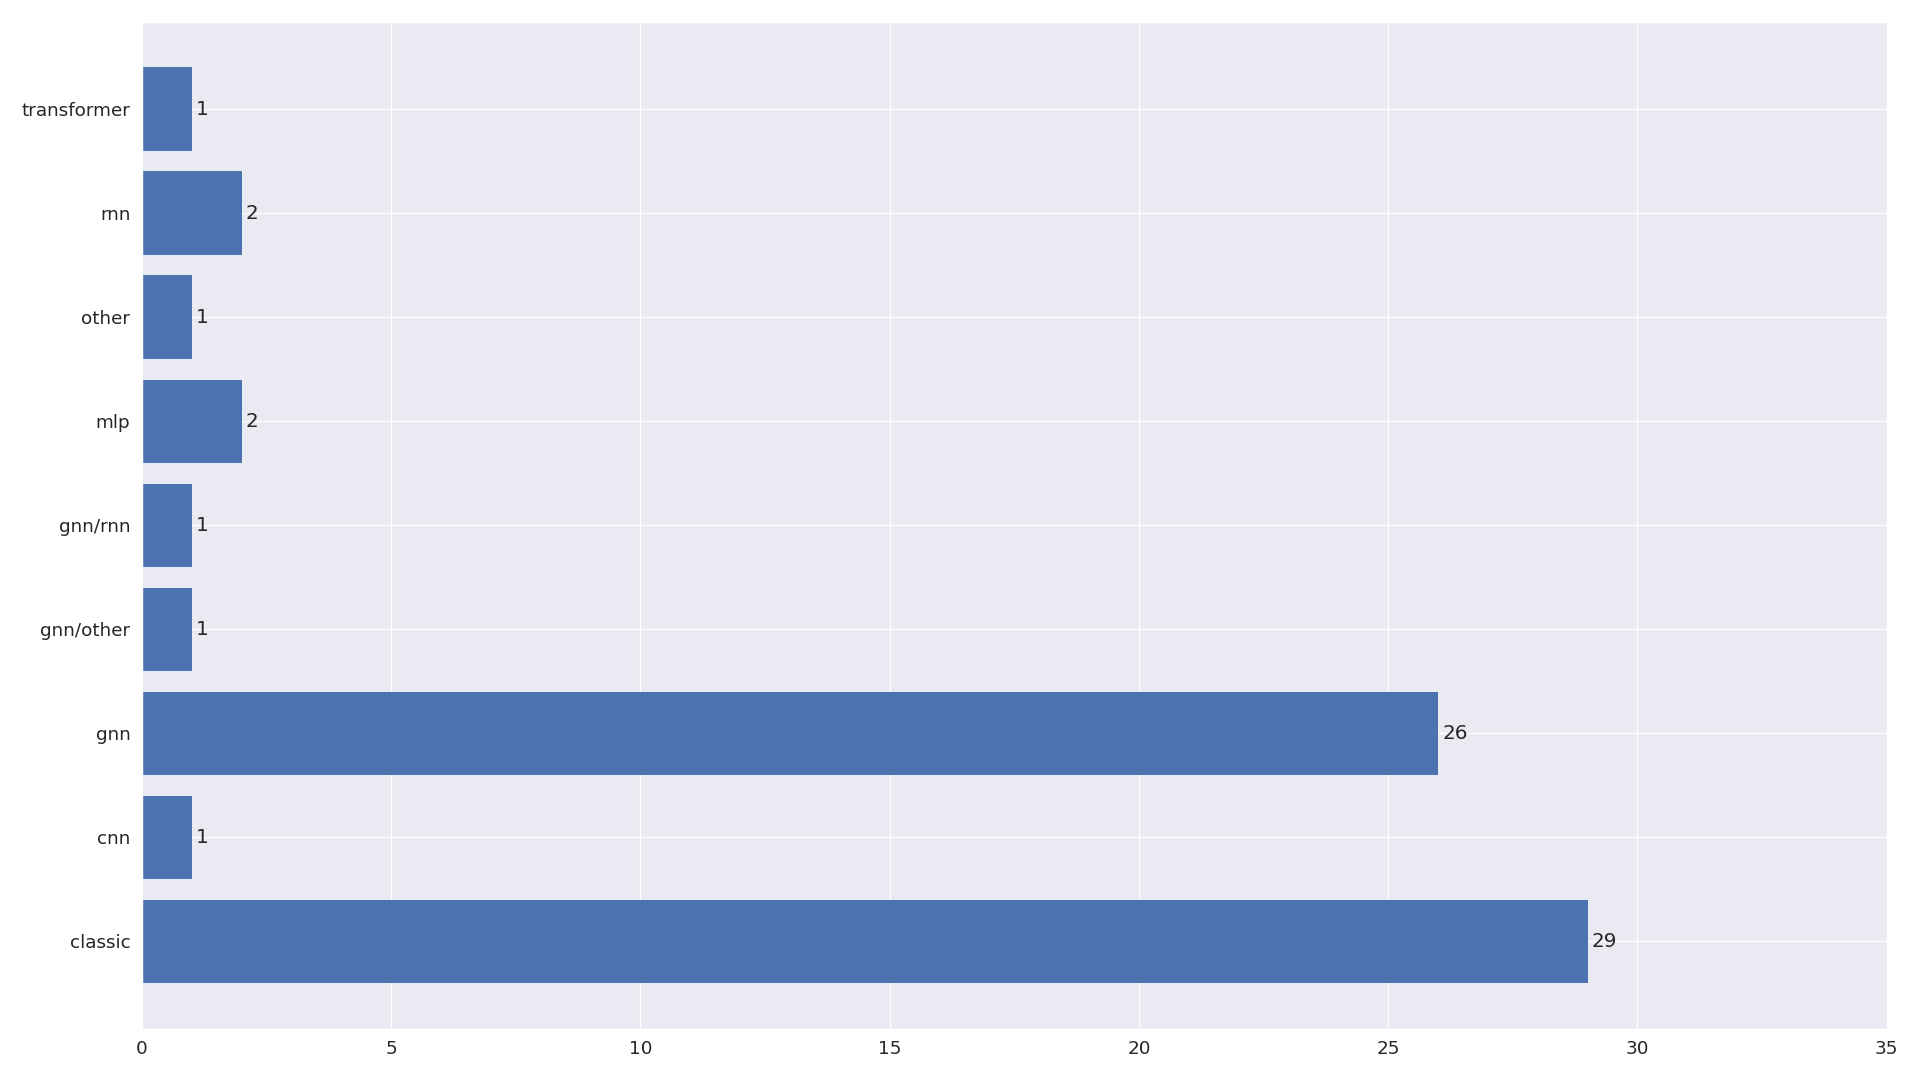 transformer 1
rnn 2
other 1
mlp 2
gnn/rnn 1
gnn/other 1
gnn 26
cnn 1
classic 29
0 5 10 15 20 25 30 35